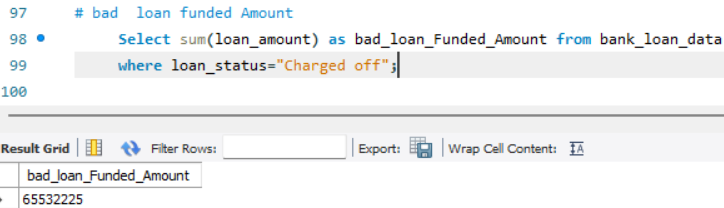 97 # bad loan funded Amount
98 Select sum(loan_amount) as bad_loan_Funded_Amount from bank_loan_data
99 where loan_status="Charged off";
100
Result Grid Filter Rows: Export: Wrap Cell Content:
bad_loan_Funded_Amount
65532225